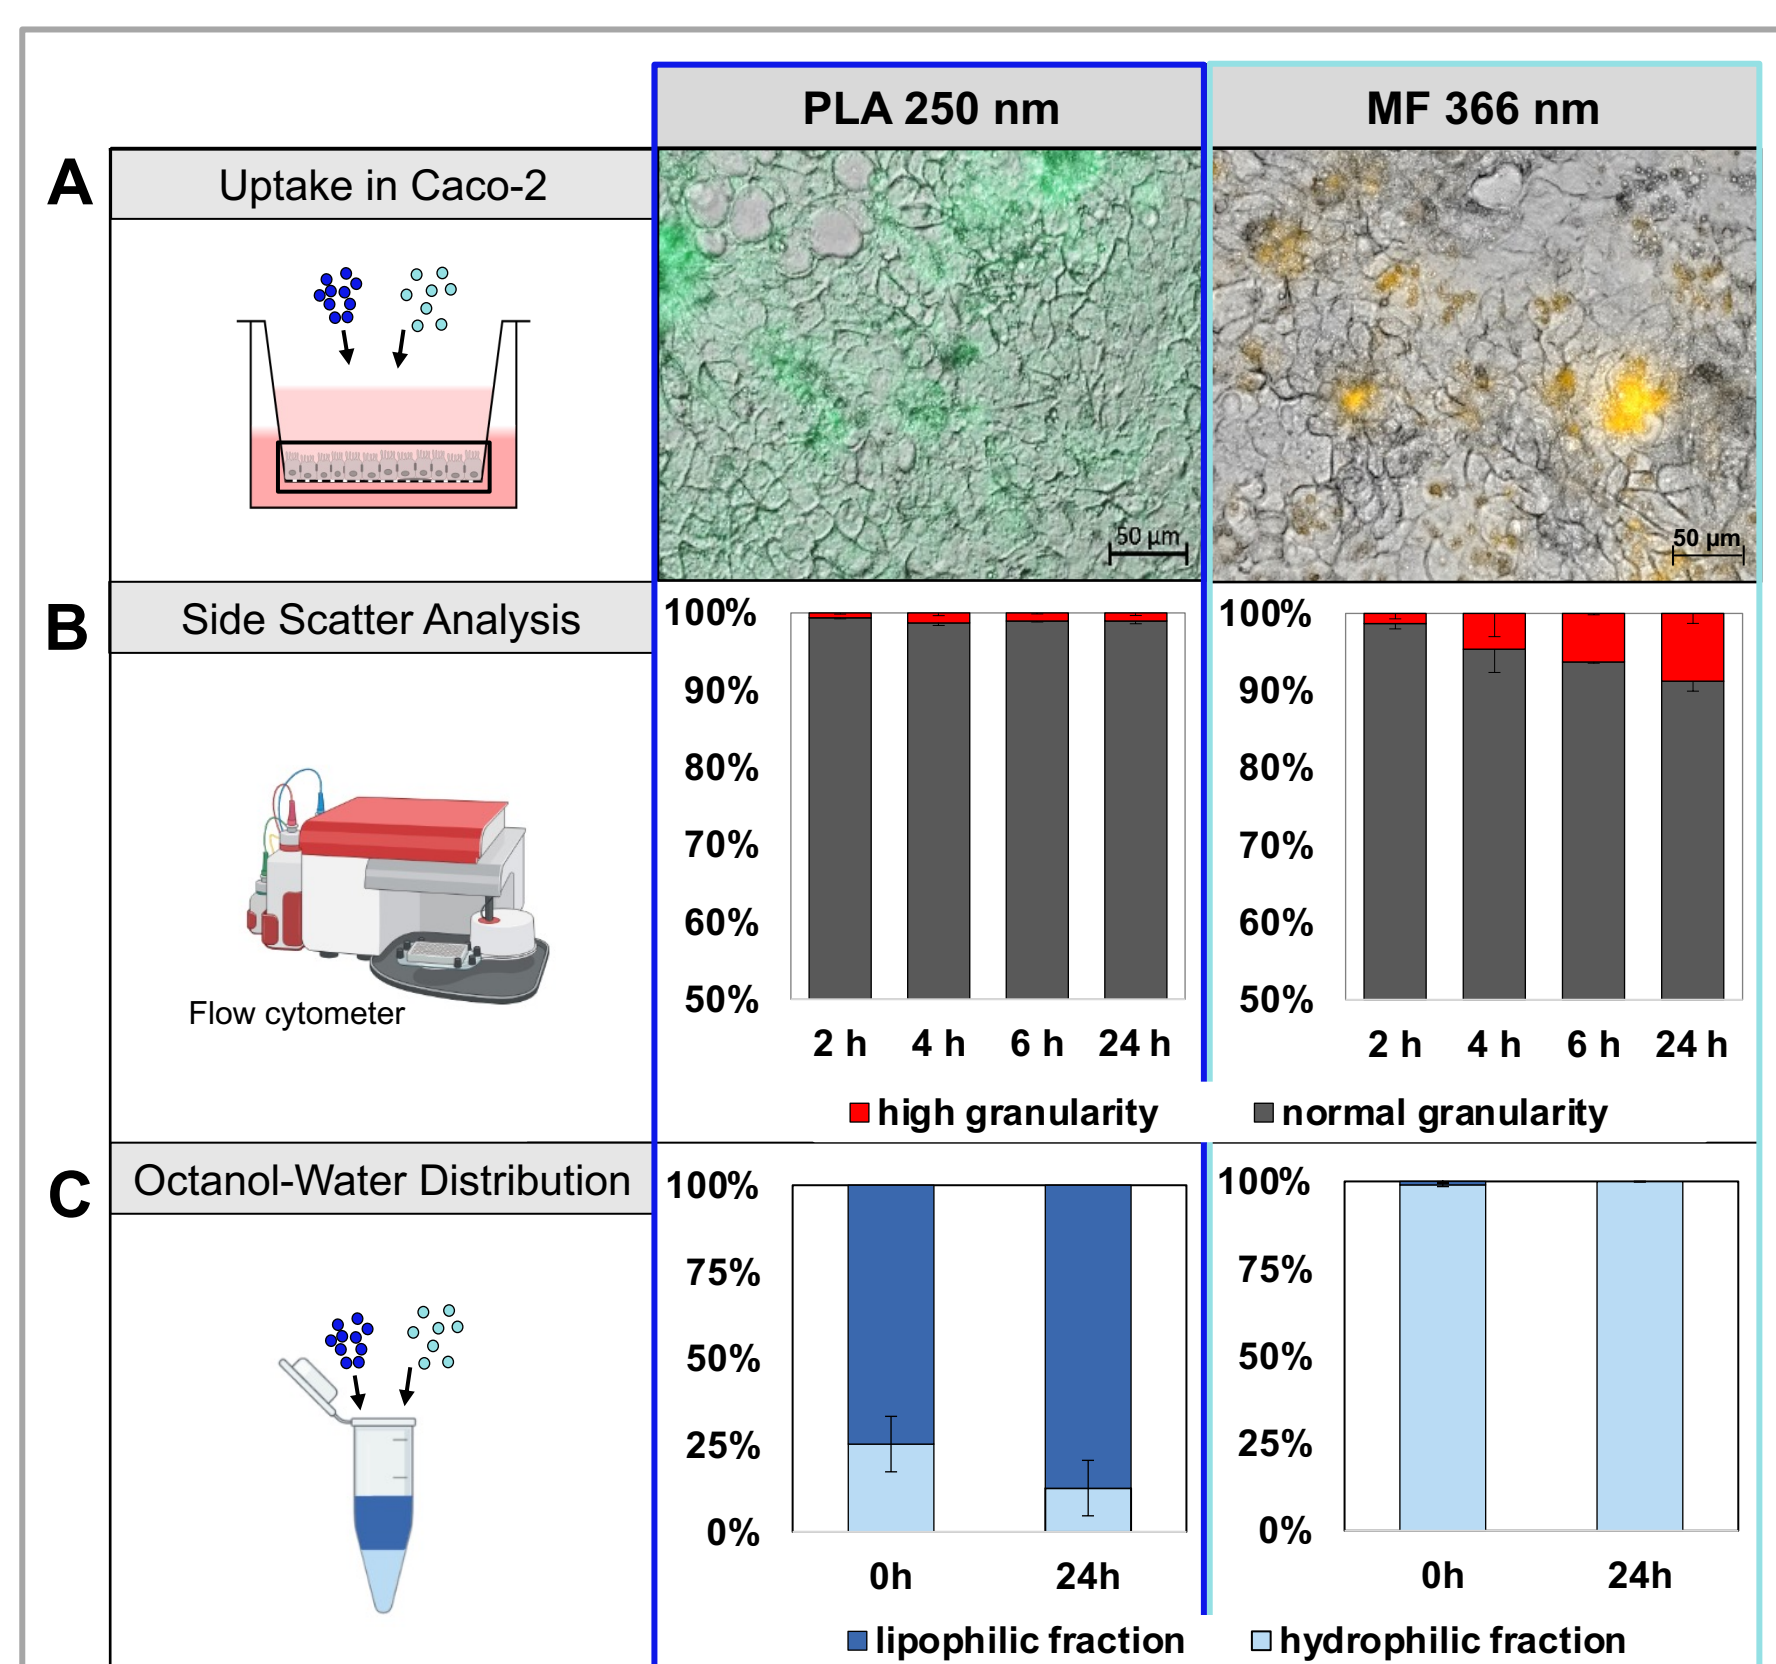 PLA 250 nm
MF 366 nm
A
Uptake in Caco-2
50 µm
50 µm
B
Side Scatter Analysis
Flow cytometer
100%
90%
80%
70%
60%
50%
2 h 4 h 6 h 24 h
100%
90%
80%
70%
60%
50%
2 h 4 h 6 h 24 h
high granularity
normal granularity
C
Octanol-Water Distribution
100%
75%
50%
25%
0%
0h 24h
100%
75%
50%
25%
0%
0h 24h
lipophilic fraction
hydrophilic fraction